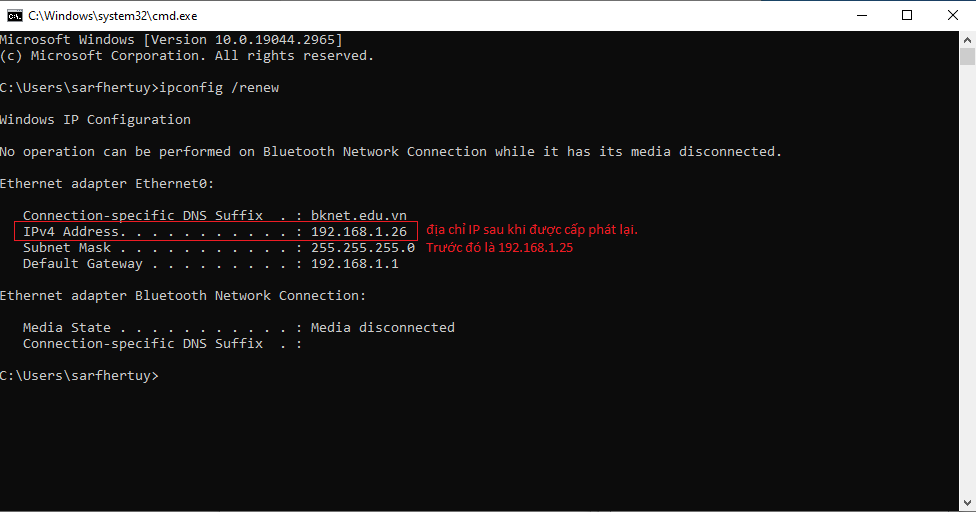 C:\Windows\system32\cmd.exe
Microsoft Windows [Version 10.0.19044.2965]
(c) Microsoft Corporation. All rights reserved.
C:\Users\sarfhertuy>ipconfig /renew
Windows IP Configuration
No operation can be performed on Bluetooth Network Connection while it has its media disconnected.
Ethernet adapter Ethernet0:
Connection-specific DNS Suffix  . : bknet.edu.vn
IPv4 Address. . . . . . . . . . . : 192.168.1.26 địa chỉ IP sau khi được cấp phát lại.
Subnet Mask . . . . . . . . . . . : 255.255.255.0 Trước đó là 192.168.1.25
Default Gateway . . . . . . . . . : 192.168.1.1
Ethernet adapter Bluetooth Network Connection:
Media State . . . . . . . . . . . : Media disconnected
Connection-specific DNS Suffix  . :
C:\Users\sarfhertuy>